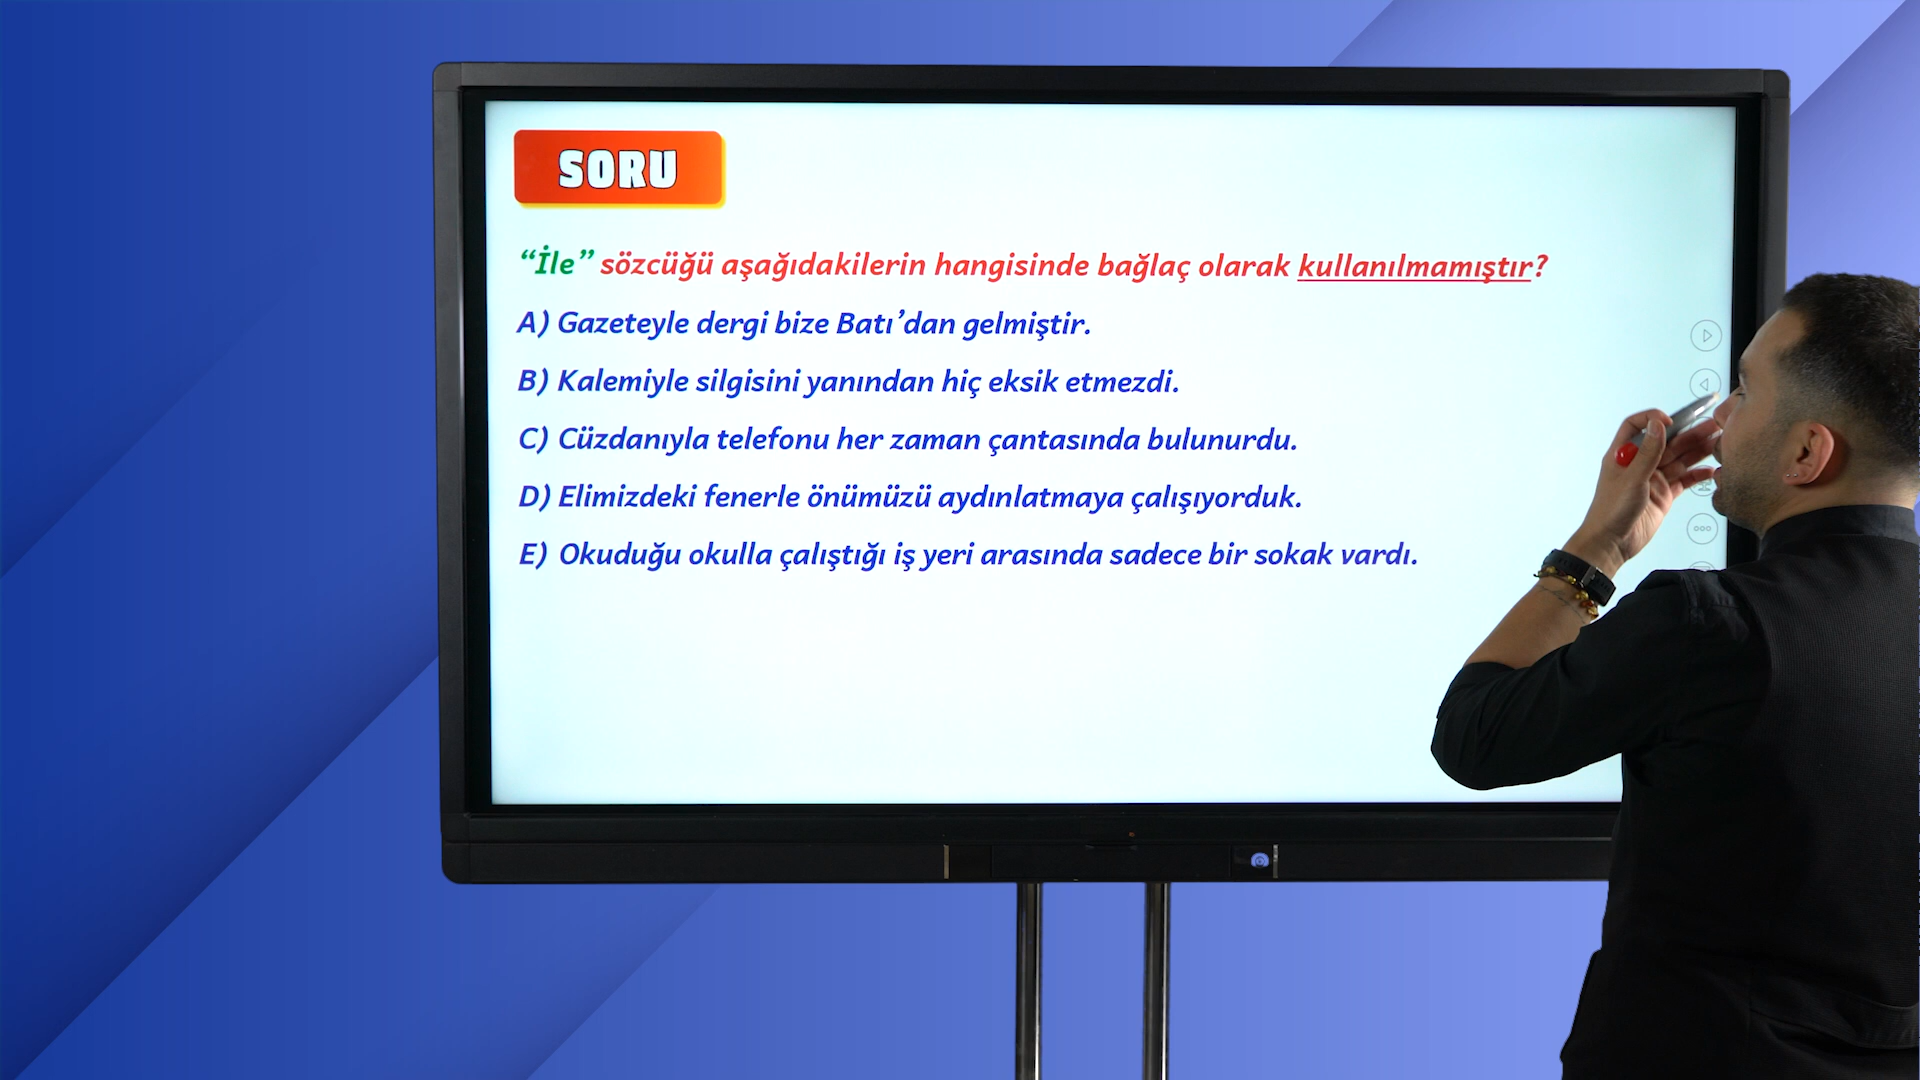 SORU
“İle” sözcüğü aşağıdakilerin hangisinde bağlaç olarak kullanılmamıştır?
A) Gazeteyle dergi bize Batı’dan gelmiştir.
B) Kalemiyle silgisini yanından hiç eksik etmezdi.
C) Cüzdanıyla telefonu her zaman çantasında bulunurdu.
D) Elimizdeki fenerle önümüzü aydınlatmaya çalışıyorduk.
E) Okuduğu okulla çalıştığı iş yeri arasında sadece bir sokak vardı.